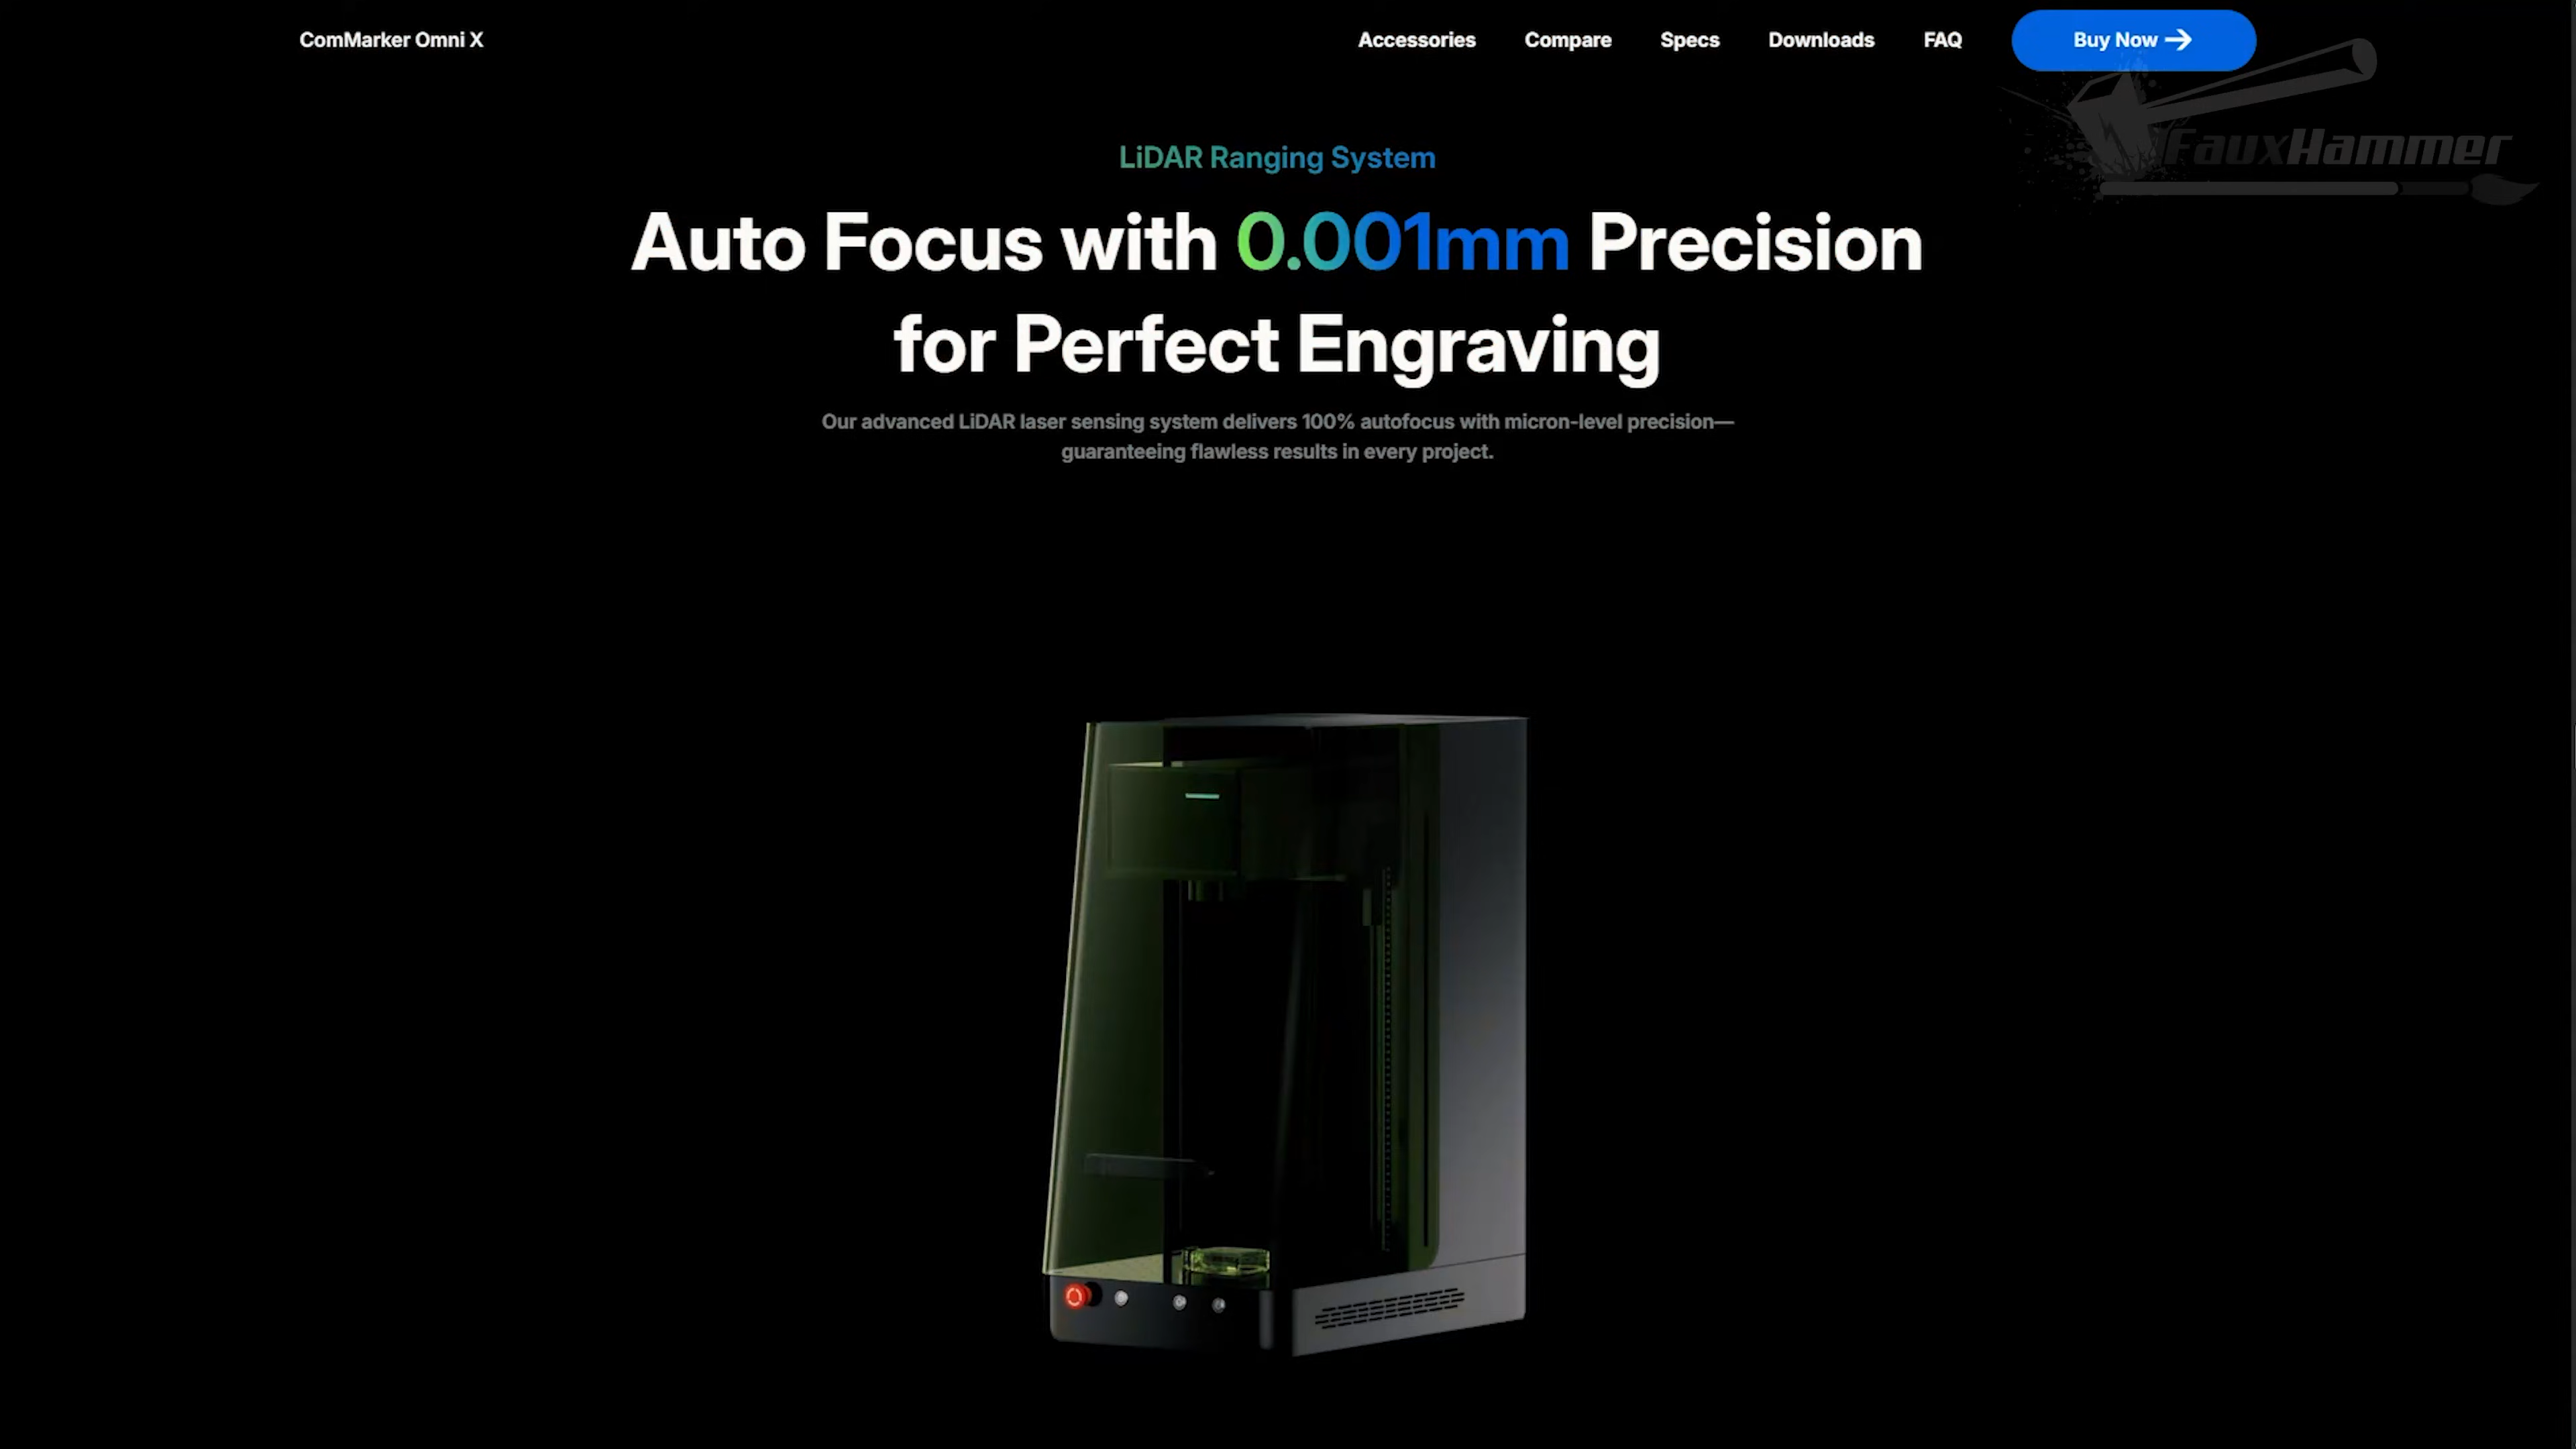 ComMarker Omni X
Accessories
Compare
Specs
Downloads
FAQ
Buy Now
FauxHammer
LiDAR Ranging System
Auto Focus with 0.001mm Precision
for Perfect Engraving
Our advanced LiDAR laser sensing system delivers 100% autofocus with micron-level precision—
guaranteeing flawless results in every project.